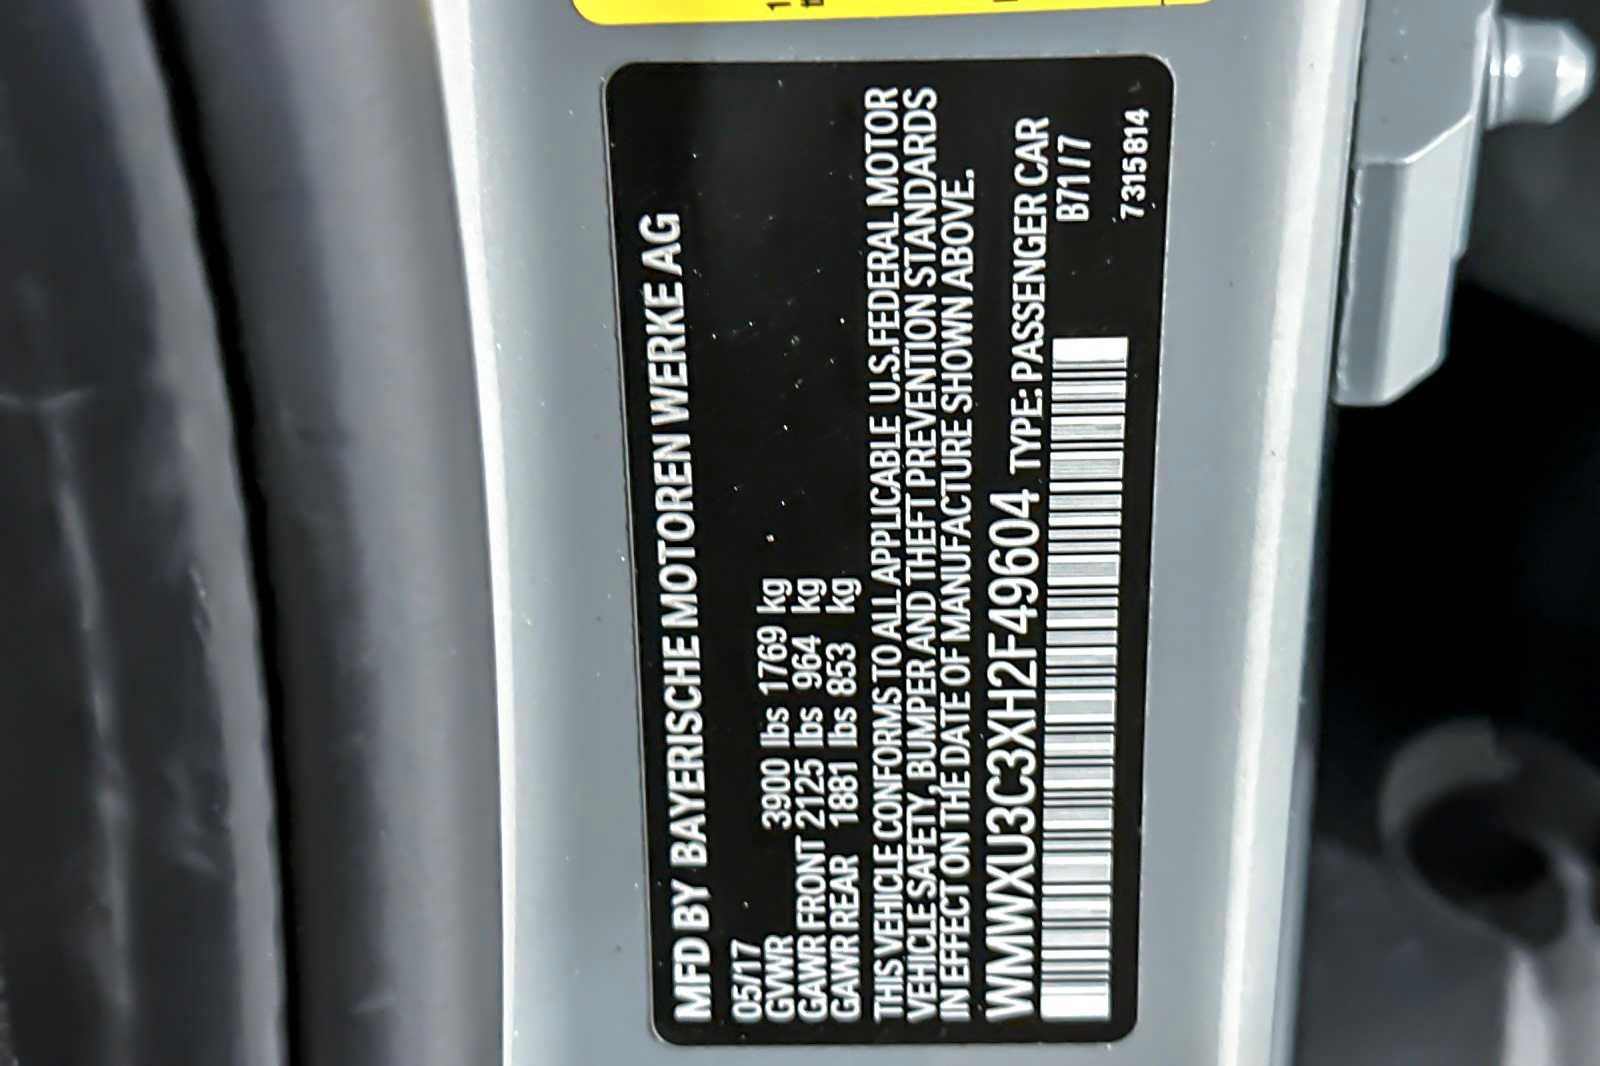 MFD BY BAYERISCHE MOTOREN WERKE AG
05/17
GVWR 3900 lbs 1769 kg
GAWR FRONT 2125 lbs 964 kg
GAWR REAR 1881 lbs 853 kg
THIS VEHICLE CONFORMS TO ALL APPLICABLE U.S.FEDERAL MOTOR
VEHICLE SAFETY, BUMPER AND THEFT PREVENTION STANDARDS
IN EFFECT ON THE DATE OF MANUFACTURE SHOWN ABOVE.
WMWXU3C3XH2F49604 TYPE: PASSENGER CAR
B71/7
7315814